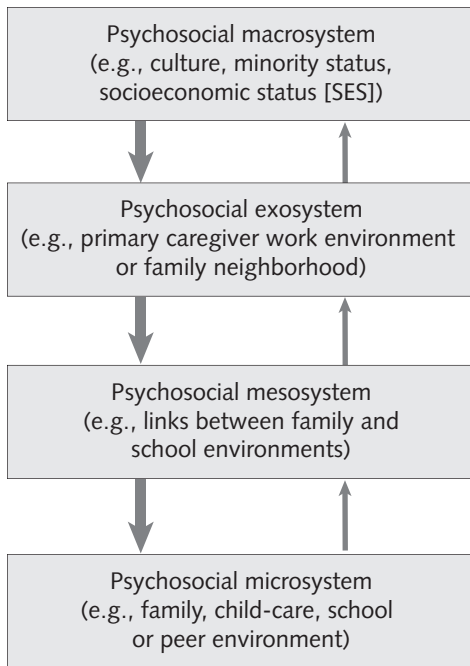 Psychosocial macrosystem
(e.g., culture, minority status,
socioeconomic status [SES])
Psychosocial exosystem
(e.g., primary caregiver work environment
or family neighborhood)
Psychosocial mesosystem
(e.g., links between family and
school environments)
Psychosocial microsystem
(e.g., family, child-care, school
or peer environment)